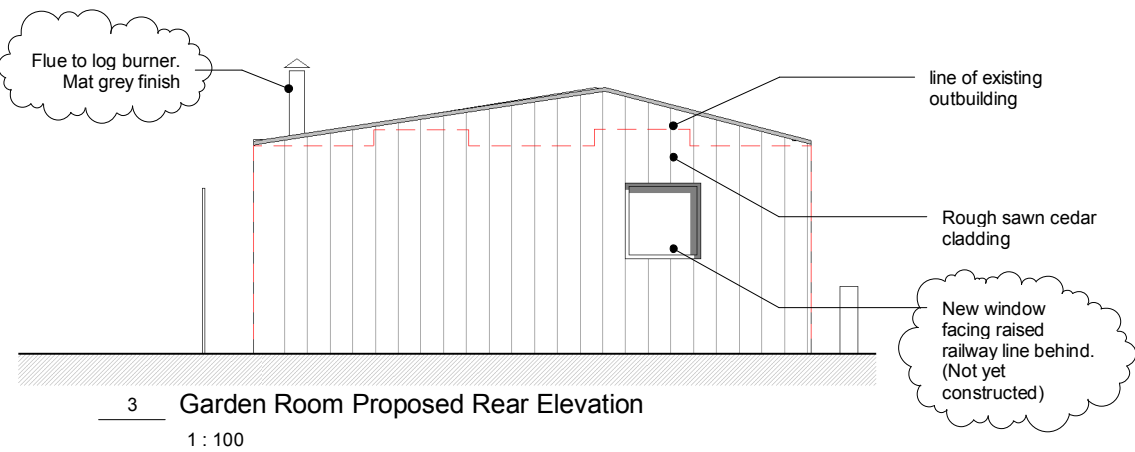 Flue to log burner.
Mat grey finish
line of existing
outbuilding
Rough sawn cedar
cladding
New window
facing raised
railway line behind.
(Not yet
constructed)
3 Garden Room Proposed Rear Elevation
1 : 100